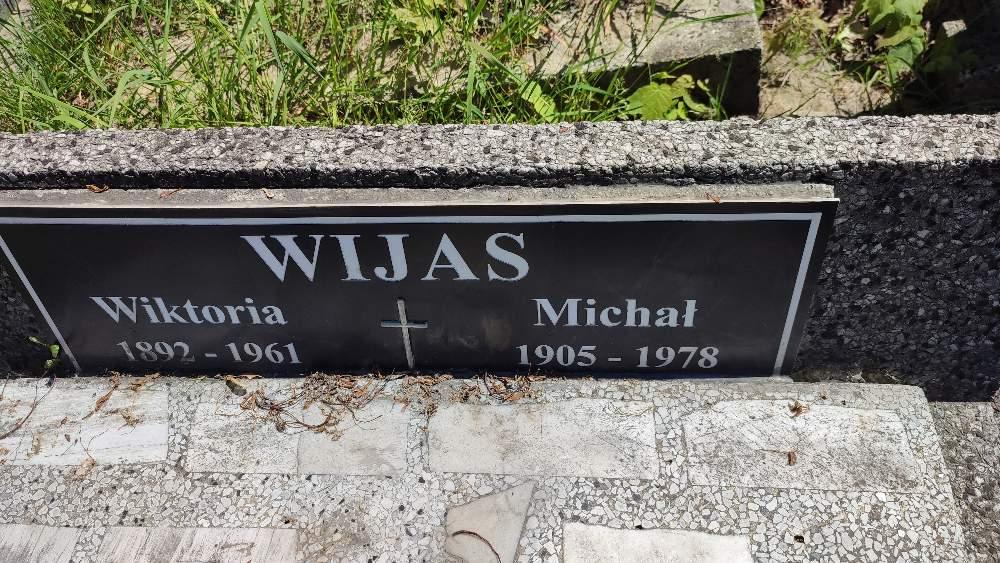 WIJAS
Wiktoria Michał
1892 - 1961 1905 - 1978